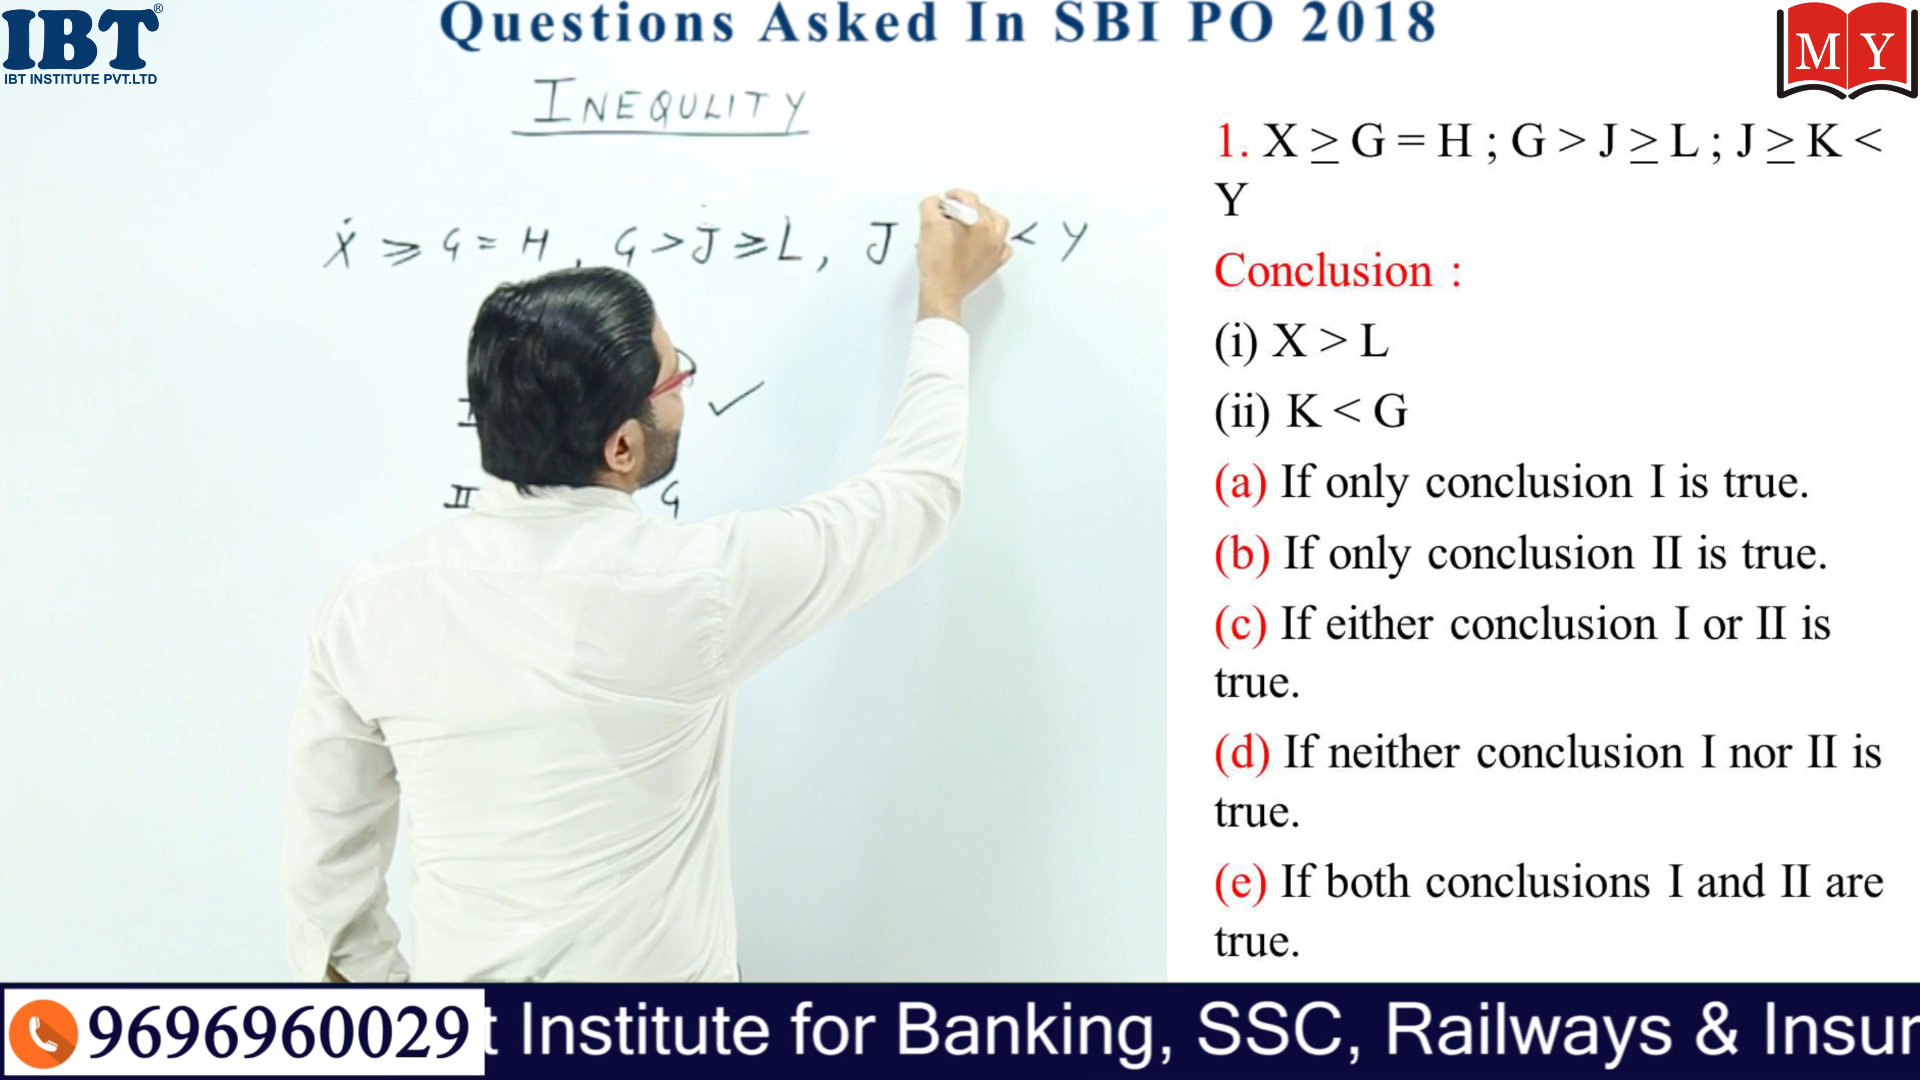 Questions Asked In SBI PO 2018
IBT®
IBT INSTITUTE PVT.LTD
MY
INEQULITY
X ≥ G = H , G > J ≥ L , J < Y
I ✓
II G
1. X ≥ G = H ; G > J ≥ L ; J ≥ K <
Y
Conclusion :
(i) X > L
(ii) K < G
(a) If only conclusion I is true.
(b) If only conclusion II is true.
(c) If either conclusion I or II is
true.
(d) If neither conclusion I nor II is
true.
(e) If both conclusions I and II are
true.
9696960029
t Institute for Banking, SSC, Railways & Insur